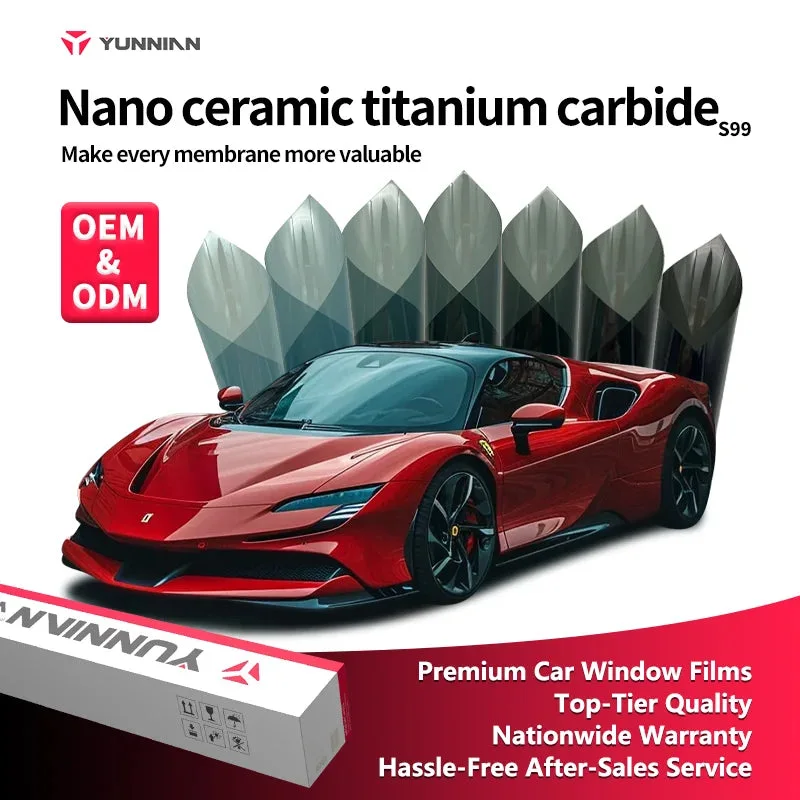 YUNNIAN
Nano ceramic titanium carbide S99
Make every membrane more valuable
OEM
&
ODM
YUNNIAN
Premium Car Window Films
Top-Tier Quality
Nationwide Warranty
Hassle-Free After-Sales Service